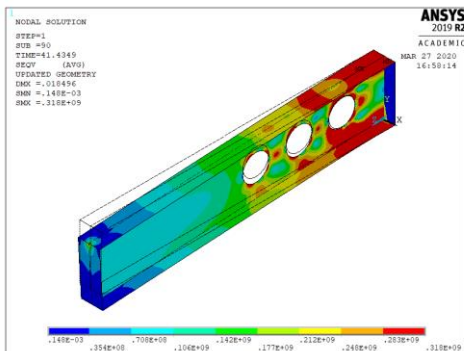 1
NODAL SOLUTION
STEP=1
SUB =90
TIME=41.4349
SEQV (AVG)
UPDATED GEOMETRY
DMX =.018496
SMN =.148E-03
SMX =.318E+09
ANSYS
2019 R2
ACADEMIC
MAR 27 2020
16:58:14
Y
Z X
.148E-03 .708E+08 .142E+09 .212E+09 .283E+09
.354E+08 .106E+09 .177E+09 .248E+09 .318E+09